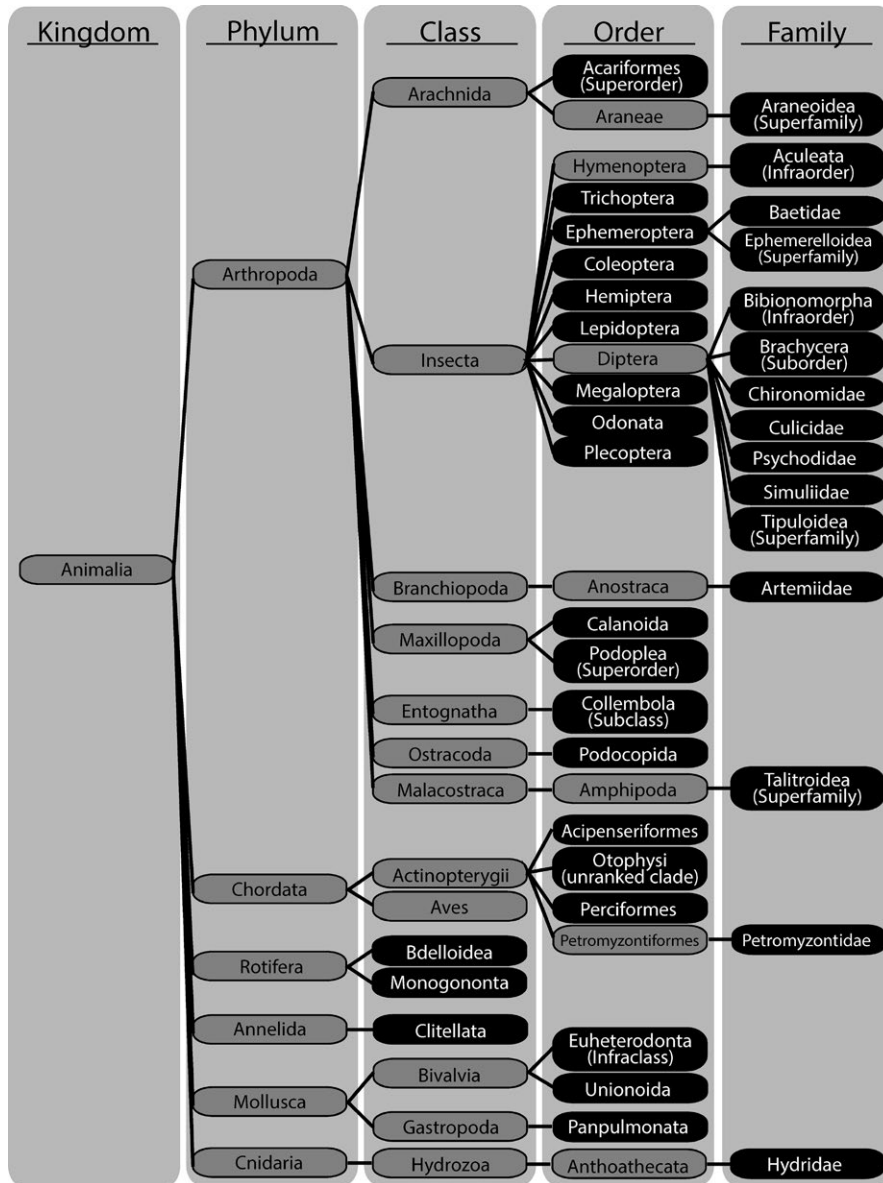 Kingdom
Phylum
Class
Order
Family
Animalia
Arthropoda
Chordata
Rotifera
Annelida
Mollusca
Cnidaria
Arachnida
Insecta
Branchiopoda
Maxillopoda
Entognatha
Ostracoda
Malacostraca
Actinopterygii
Aves
Bdelloidea
Monogononta
Clitellata
Bivalvia
Gastropoda
Hydrozoa
Acariformes
(Superorder)
Araneae
Hymenoptera
Trichoptera
Ephemeroptera
Coleoptera
Hemiptera
Lepidoptera
Diptera
Megaloptera
Odonata
Plecoptera
Anostraca
Calanoida
Podoplea
(Superorder)
Collembola
(Subclass)
Podocopida
Amphipoda
Acipenseriformes
Otophysi
(unranked clade)
Perciformes
Petromyzontiformes
Euheterodonta
(Infraclass)
Unionoida
Panpulmonata
Anthoathecata
Araneoidea
(Superfamily)
Aculeata
(Infraorder)
Baetidae
Ephemerelloidea
(Superfamily)
Bibionomorpha
(Infraorder)
Brachycera
(Suborder)
Chironomidae
Culicidae
Psychodidae
Simuliidae
Tipuloidea
(Superfamily)
Artemiidae
Talitroidea
(Superfamily)
Petromyzontidae
Hydridae